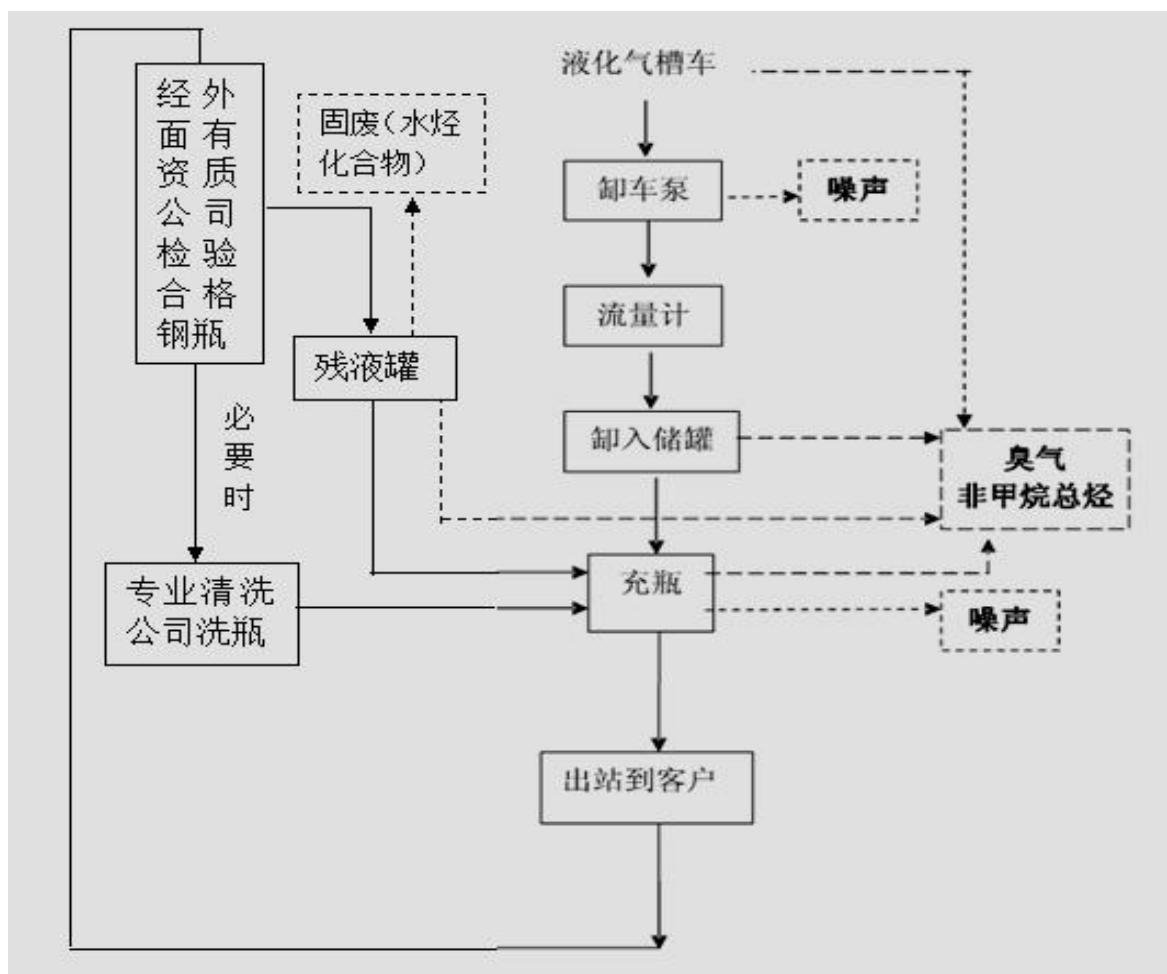 经 外
面 有
资 质
公 司
检 验
合 格
钢瓶
固废（水烃
化合物）
液化气槽车
卸车泵
噪声
流量计
残液罐
必
要
时
卸入储罐
臭气
非甲烷总烃
专业清洗
公司洗瓶
充瓶
噪声
出站到客户